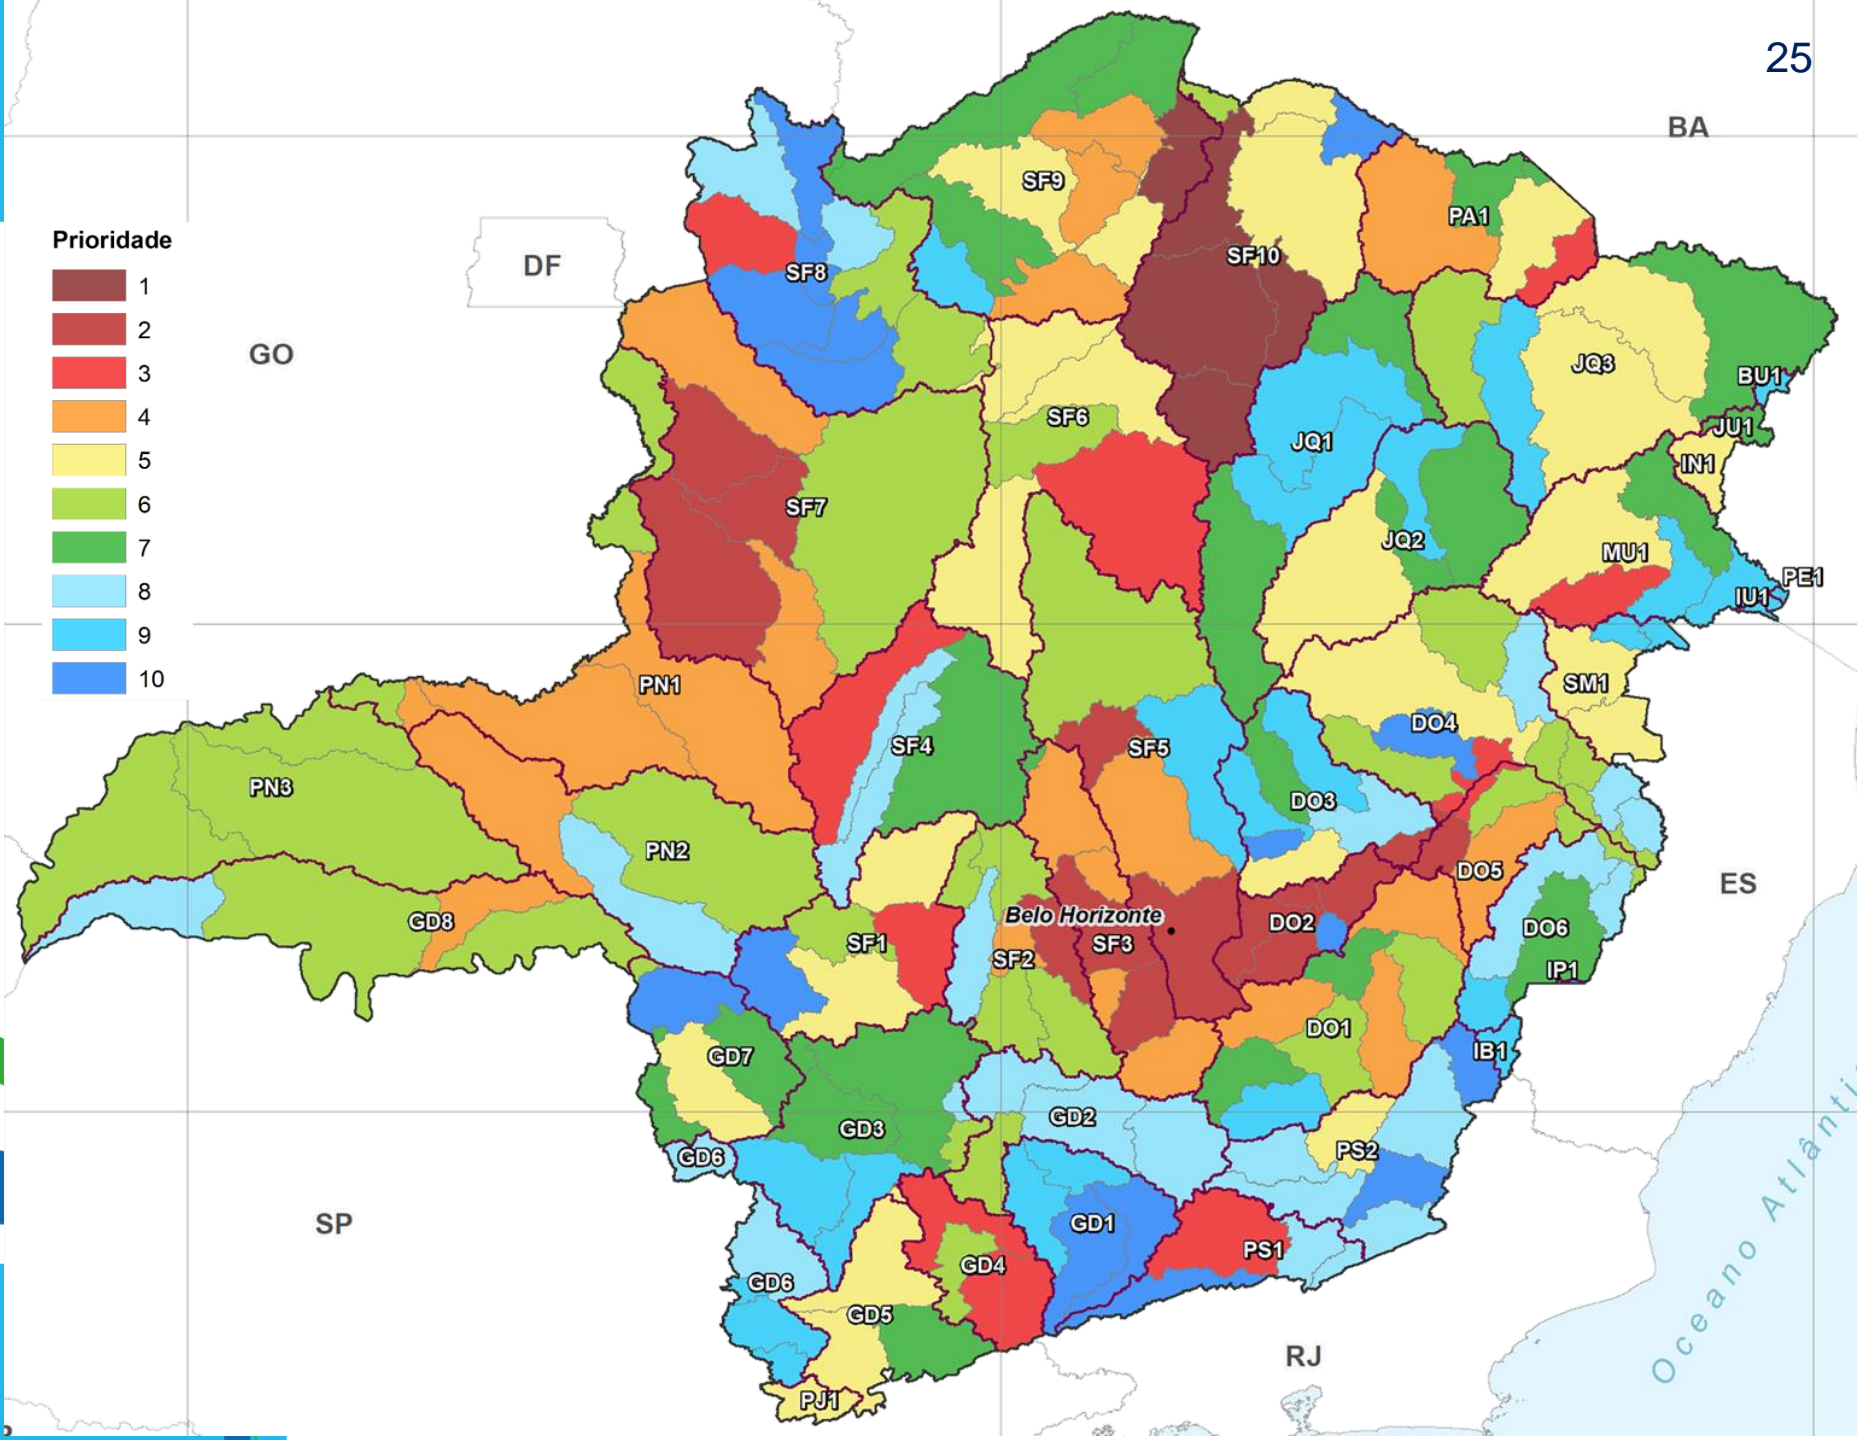 25
BA
Prioridade
1
2
3
4
5
6
7
8
9
10
DF
GO
SF9
PA1
SF10
SF8
JQ3
BU1
SF6
JU1
JQ1
IN1
SF7
JQ2
MU1
PE1
IU1
PN1
SM1
DO4
SF4
SF5
PN3
DO3
PN2
DO5
ES
Belo Horizonte
GD8
SF1
SF3
DO2
DO6
SF2
IP1
DO1
IB1
GD7
GD2
GD3
PS2
GD6
SP
GD1
PS1
GD4
GD6
GD5
RJ
PJ1
Oceano Atlânti